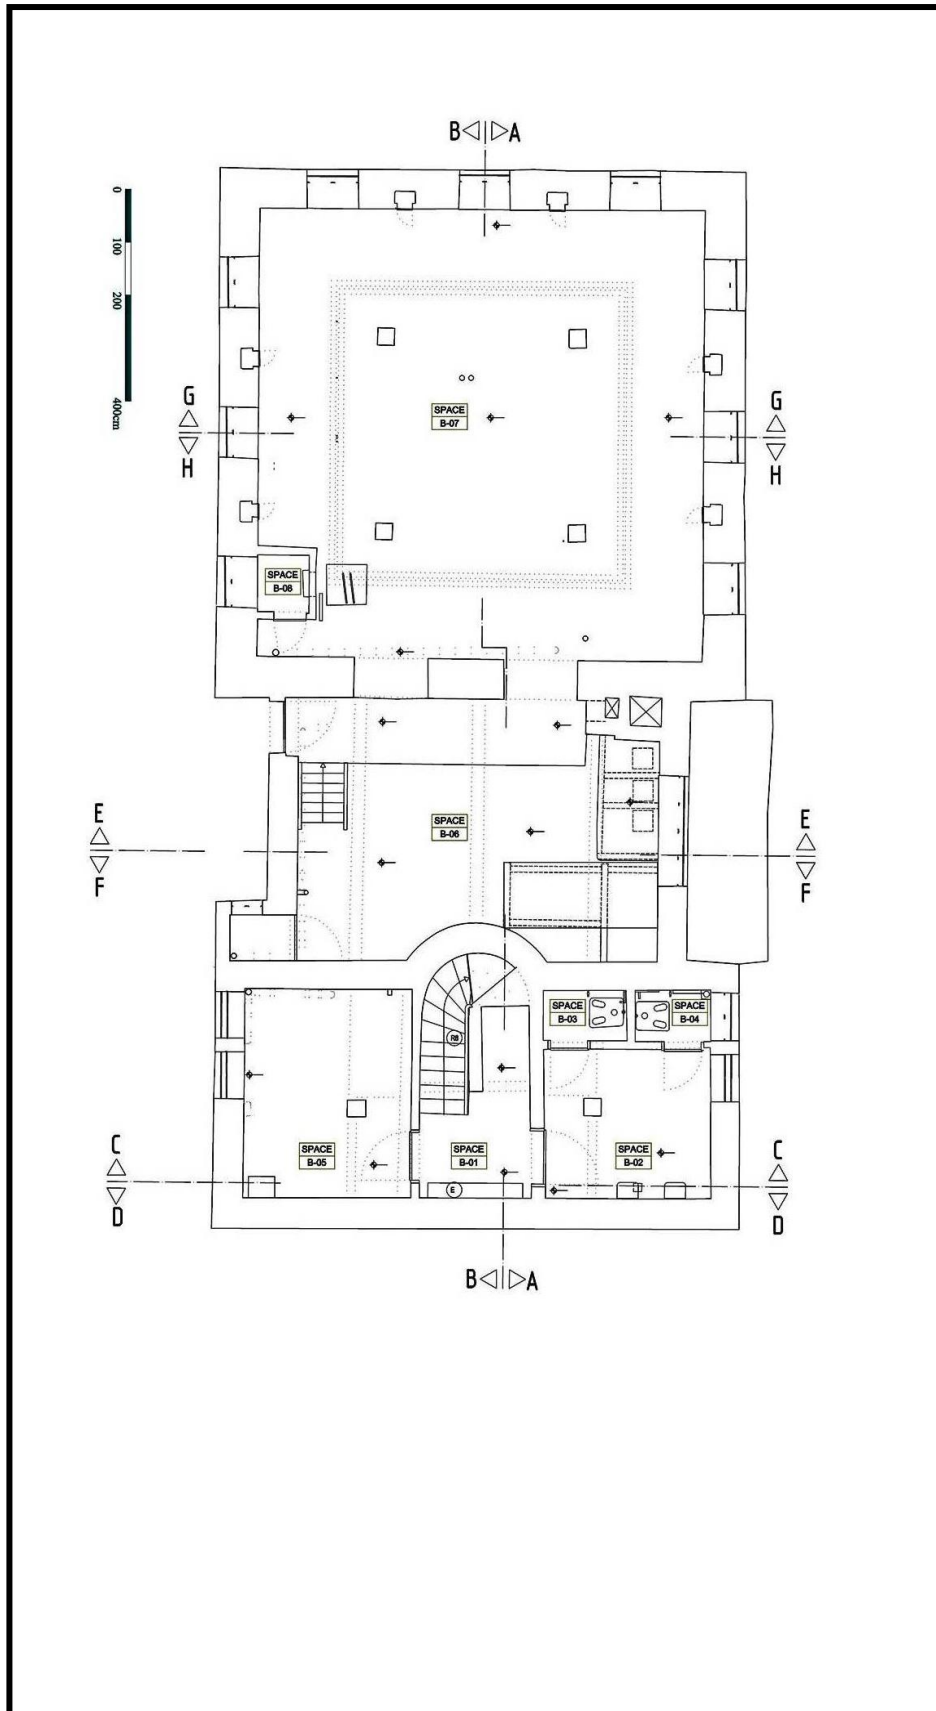 B A
0
100
200
400cm
G
H
G
H
SPACE
B-07
SPACE
B-08
E
F
E
F
SPACE
B-06
SPACE
B-03
SPACE
B-04
R8
C
D
SPACE
B-05
SPACE
B-01
SPACE
B-02
C
D
E
B A